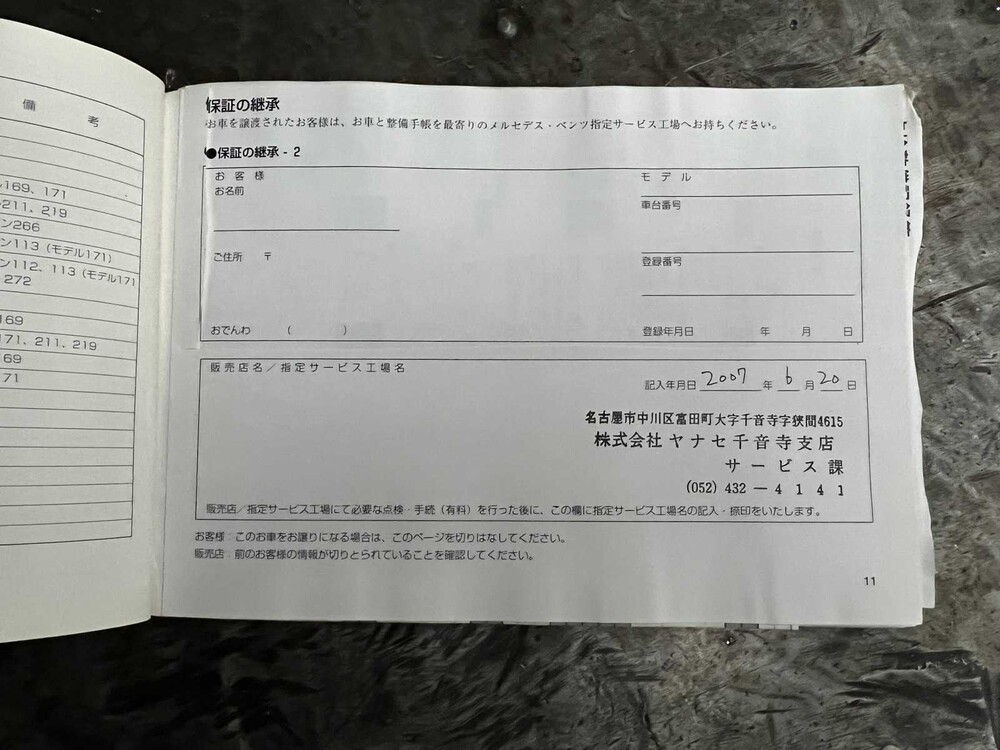 備 考
169、171
211、219
ン266
ン113（モデル171）
ン112、113（モデル171
272
169
171、211、219
69
71
保証の継承
お車を譲渡されたお客様は、お車と整備手帳を最寄りのメルセデス・ベンツ指定サービス工場へお持ちください。
●保証の継承 - 2
お 客 様
お名前
ご住所 〒
おでんわ （ ）
モ デ ル
車台番号
登録番号
登録年月日 年 月 日
販 売 店 名 ／ 指 定 サ ー ビ ス 工 場 名
記入年月日 2007 年 6 月 20 日
名古屋市中川区富田町大字千音寺字狭間4615
株式会社 ヤナセ千音寺支店
サ ー ビ ス 課
(052) 432 ー 4 1 4 1
販売店／指定サービス工場にて必要な点検・手続（有料）を行った後に、この欄に指定サービス工場名の記入・捺印をいたします。
お客様：このお車をお譲りになる場合は、このページを切りはなしてください。
販売店：前のお客様の情報が切りとられていることを確認してください。
11